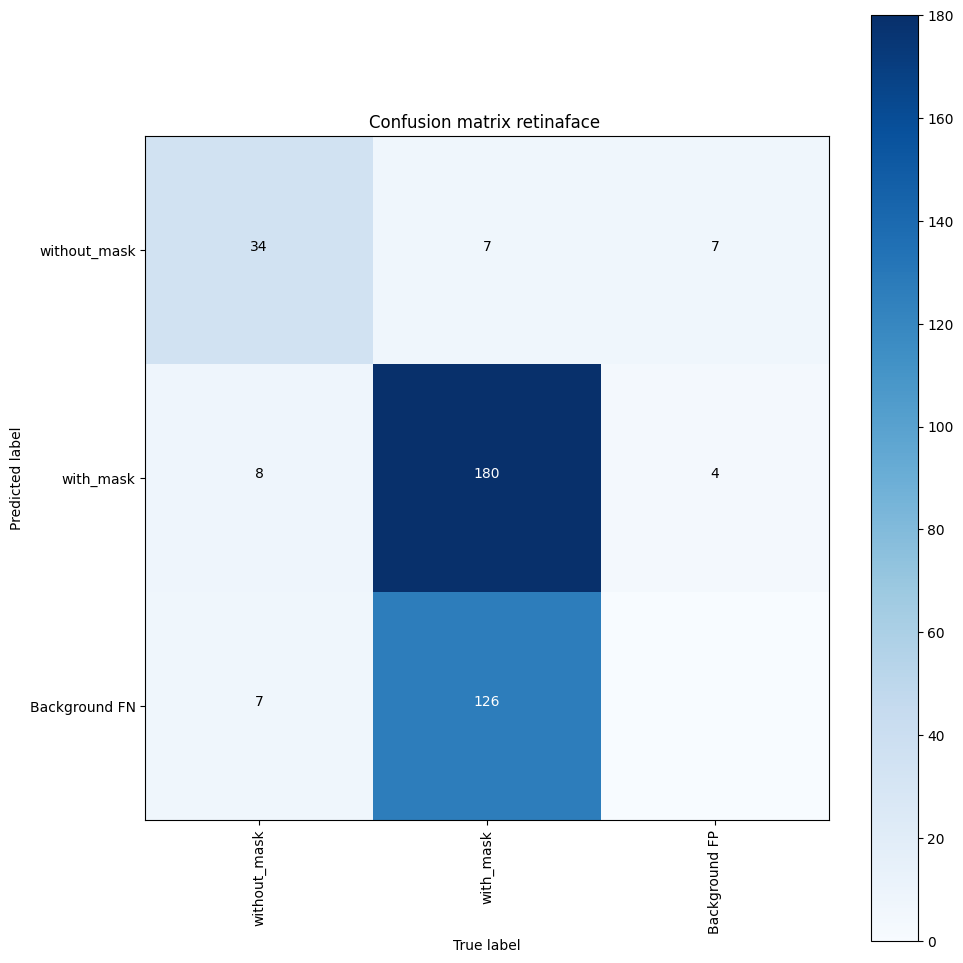 Confusion matrix retinaface
Predicted label
without_mask
34
7
7
with_mask
8
180
4
Background FN
7
126
without_mask
with_mask
Background FP
True label
180
160
140
120
100
80
60
40
20
0